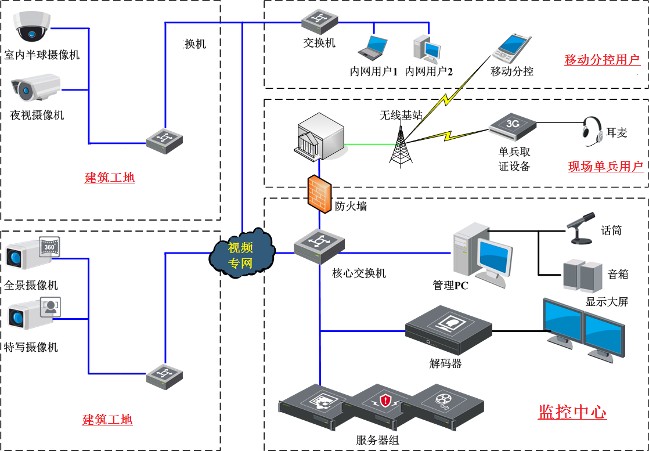 室内半球摄像机
夜视摄像机
换机
建筑工地
交换机
内网用户1
内网用户2
移动分控
移动分控用户
无线基站
3G
单兵取
证设备
耳麦
现场单兵用户
防火墙
360
全景摄像机
特写摄像机
建筑工地
视频
专网
核心交换机
管理PC
话筒
音箱
显示大屏
解码器
服务器组
监控中心